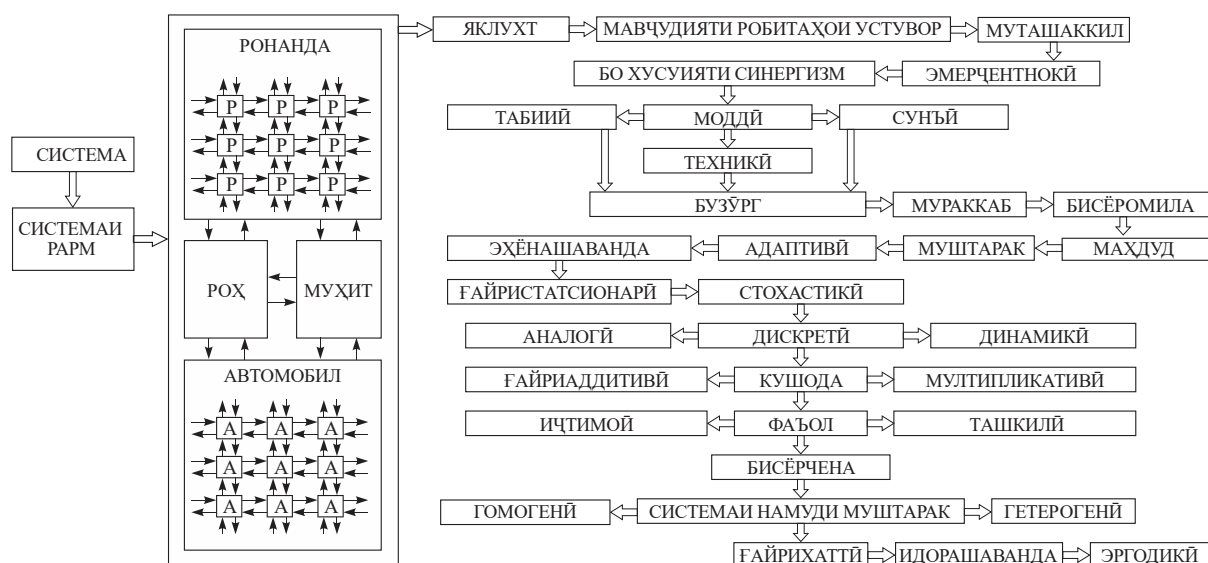 СИСТЕМА
СИСТЕМАИ
РАРМ
РОНАНДА
Р Р Р
Р Р Р
Р Р Р
РОҲ
МУҲИТ
АВТОМОБИЛ
А А А
А А А
А А А
ЯКЛУХТ
МАВҶУДИЯТИ РОБИТАҲОИ УСТУВОР
МУТАШАККИЛ
БО ХУСУИЯТИ СИНЕРГИЗМ
ЭМЕРҶЕНТНОКӢ
ТАБИИӢ
МОДДӢ
СУНЪӢ
ТЕХНИКӢ
БУЗӮРГ
МУРАККАБ
БИСЁРОМИЛА
ЭҲЁНАШАВАНДА
АДАПТИВӢ
МУШТАРАК
МАҲДУД
ҒАЙРИСТАТСИОНАРӢ
СТОХАСТИКӢ
АНАЛОГӢ
ДИСКРЕТӢ
ДИНАМИКӢ
ҒАЙРИАДДИТИВӢ
КУШОДА
МУЛТИПЛИКАТИВӢ
ИҶТИМОӢ
ФАЪОЛ
ТАШКИЛӢ
БИСЁРЧЕНА
ГОМОГЕНӢ
СИСТЕМАИ НАМУДИ МУШТАРАК
ГЕТЕРОГЕНӢ
ҒАЙРИХАТТӢ
ИДОРАШАВАНДА
ЭРГОДИКӢ